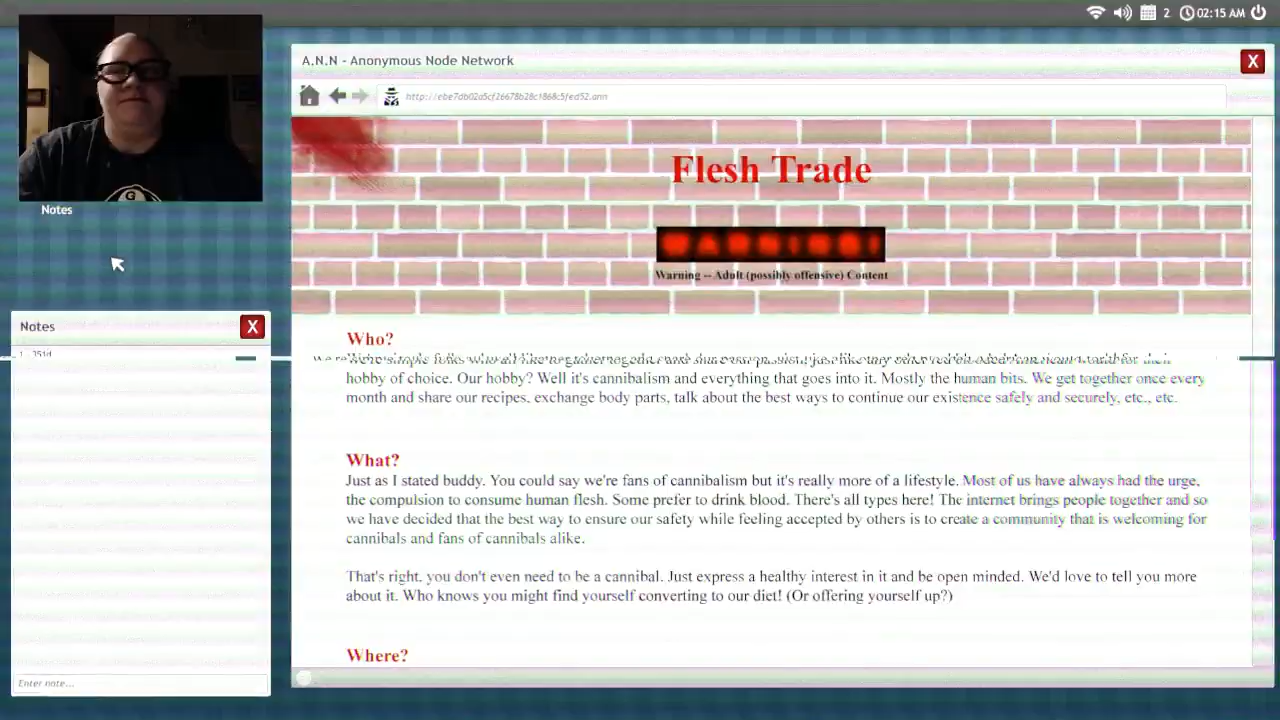 2
02:15 AM
A.N.N - Anonymous Node Network
http://ebe7db02a5cf26678b28c1868c5fed52.ann
Flesh Trade
Warning -- Adult (possibly offensive) Content
Notes
Notes
1 - 351d
Enter note...
Who?
hobby of choice. Our hobby? Well it's cannibalism and everything that goes into it. Mostly the human bits. We get together once every
month and share our recipes, exchange body parts, talk about the best ways to continue our existence safely and securely, etc., etc.
What?
Just as I stated buddy. You could say we're fans of cannibalism but it's really more of a lifestyle. Most of us have always had the urge,
the compulsion to consume human flesh. Some prefer to drink blood. There's all types here! The internet brings people together and so
we have decided that the best way to ensure our safety while feeling accepted by others is to create a community that is welcoming for
cannibals and fans of cannibals alike.
That's right, you don't even need to be a cannibal. Just express a healthy interest in it and be open minded. We'd love to tell you more
about it. Who knows you might find yourself converting to our diet! (Or offering yourself up?)
Where?